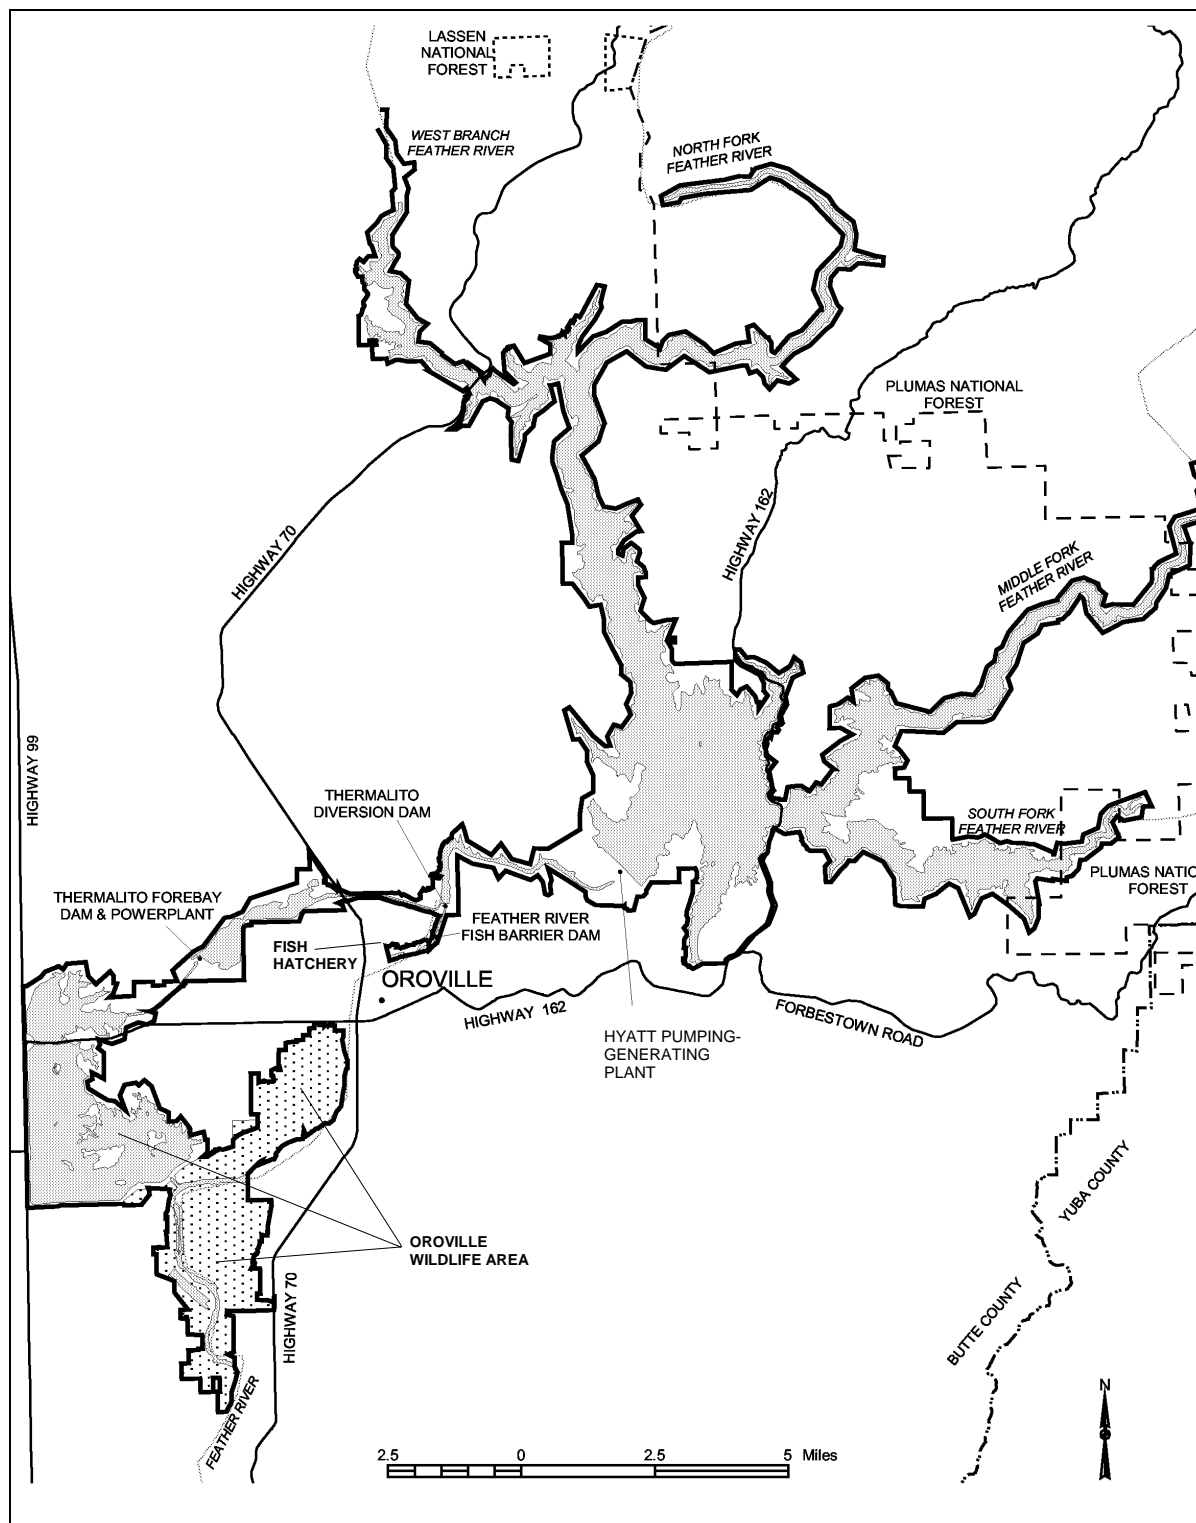 LASSEN
NATIONAL
FOREST
WEST BRANCH
FEATHER RIVER
NORTH FORK
FEATHER RIVER
PLUMAS NATIONAL
FOREST
HIGHWAY 70
HIGHWAY 162
MIDDLE FORK
FEATHER RIVER
HIGHWAY 99
THERMALITO
DIVERSION DAM
SOUTH FORK
FEATHER RIVER
PLUMAS NATIO
FOREST
THERMALITO FOREBAY
DAM & POWERPLANT
FEATHER RIVER
FISH BARRIER DAM
FISH
HATCHERY
OROVILLE
HIGHWAY 162
FORBESTOWN ROAD
HYATT PUMPING-
GENERATING
PLANT
YUBA COUNTY
OROVILLE
WILDLIFE AREA
HIGHWAY 70
BUTTE COUNTY
FEATHER RIVER
N
2.5 0 2.5 5 Miles